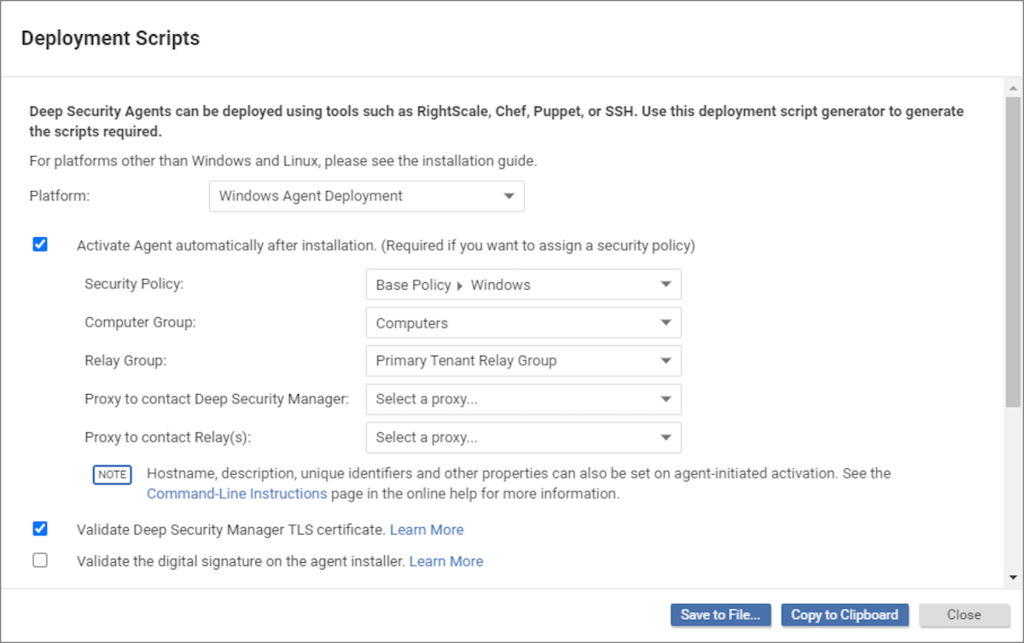 Deployment Scripts
Deep Security Agents can be deployed using tools such as RightScale, Chef, Puppet, or SSH. Use this deployment script generator to generate
the scripts required.
For platforms other than Windows and Linux, please see the installation guide.
Platform: Windows Agent Deployment
Activate Agent automatically after installation. (Required if you want to assign a security policy)
Security Policy: Base Policy Windows
Computer Group: Computers
Relay Group: Primary Tenant Relay Group
Proxy to contact Deep Security Manager: Select a proxy...
Proxy to contact Relay(s): Select a proxy...
NOTE Hostname, description, unique identifiers and other properties can also be set on agent-initiated activation. See the
Command-Line Instructions page in the online help for more information.
Validate Deep Security Manager TLS certificate. Learn More
Validate the digital signature on the agent installer. Learn More
Save to File... Copy to Clipboard Close